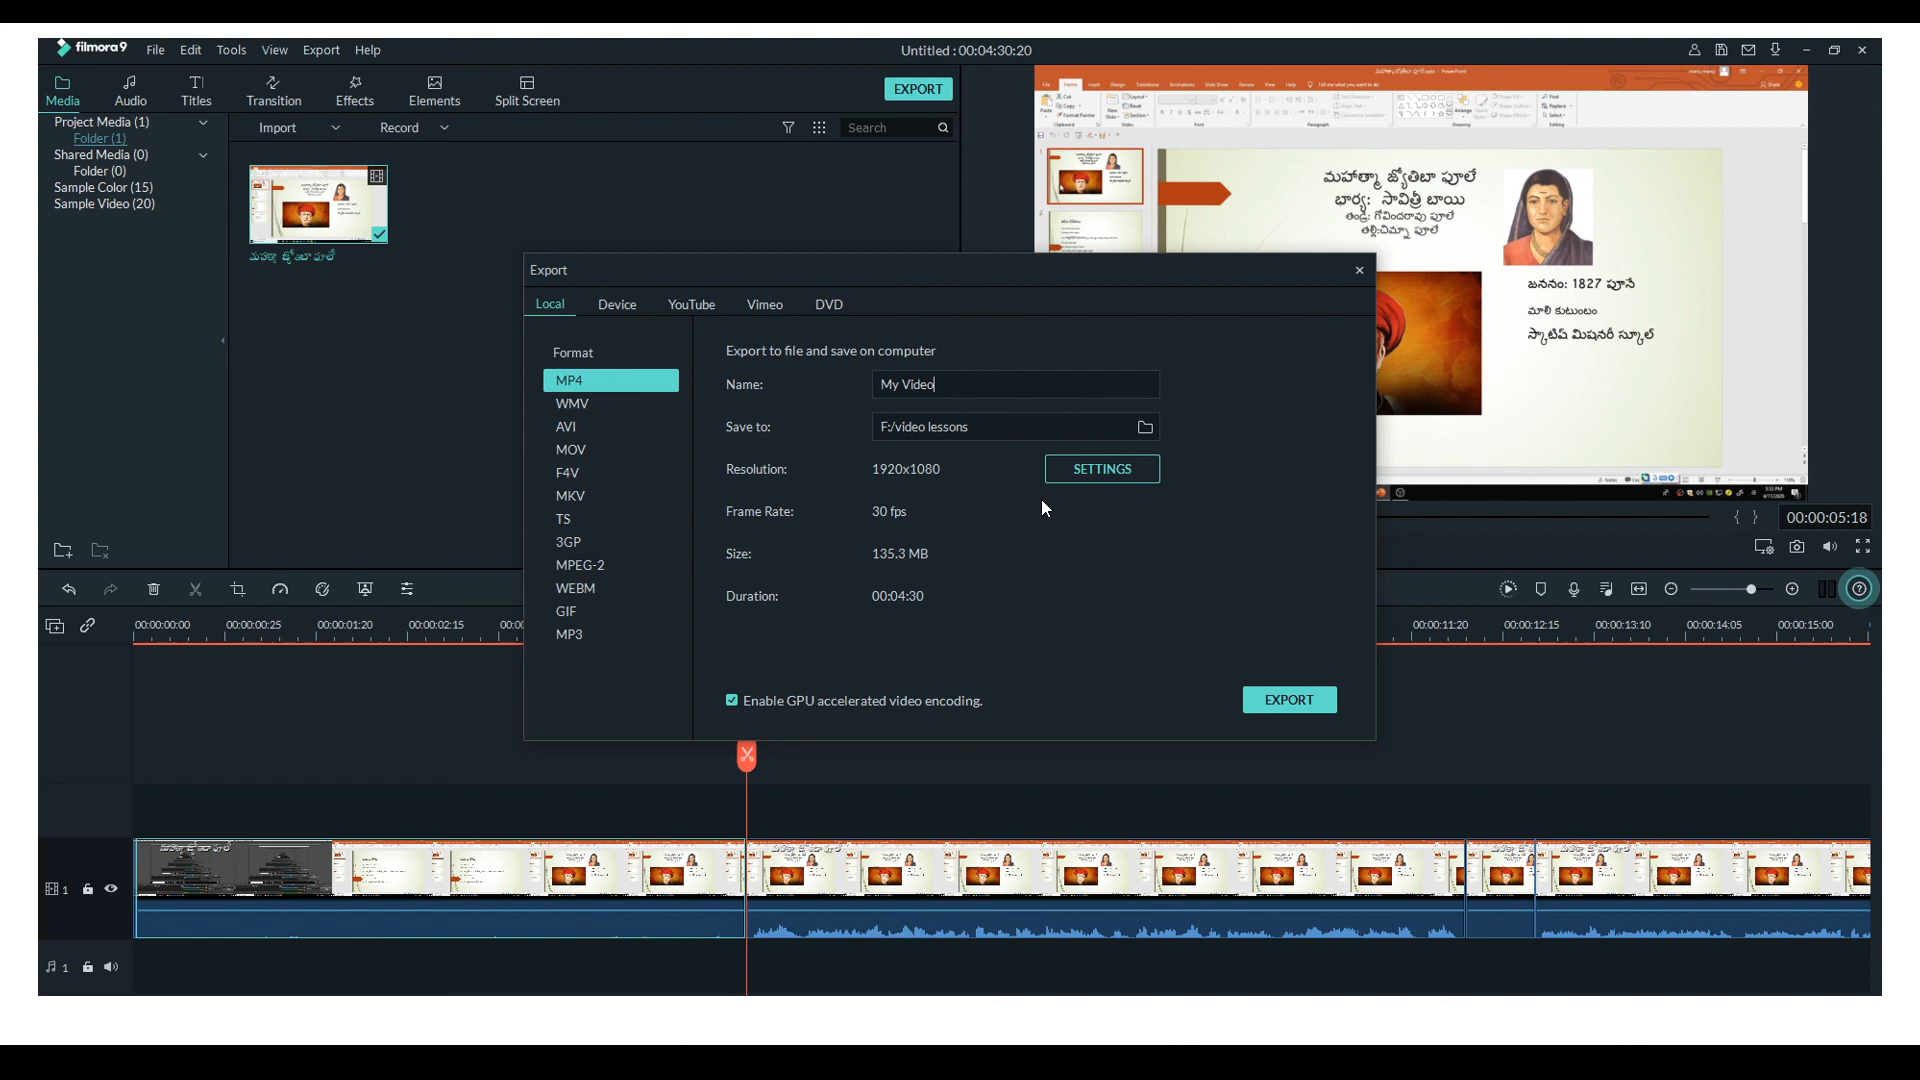 filmora9 File Edit Tools View Export Help
Untitled : 00:04:30:20
Media Audio Titles Transition Effects Elements Split Screen
EXPORT
Project Media (1)
Folder (1)
Shared Media (0)
Folder (0)
Sample Color (15)
Sample Video (20)
Import Record Search
మహాత్మా జ్యోతిబా పూలే
మహాత్మా జ్యోతిబా పూలే
భార్య: సావిత్రీ బాయి
తండ్రి: గోవిందరావు పూలే
తల్లి:చిమ్నా పూలే
జననం: 1827 పూనే
మాలి కుటుంబం
స్కాటిష్ మిషనరీ స్కూల్
Export
Local Device YouTube Vimeo DVD
Format
MP4
WMV
AVI
MOV
F4V
MKV
TS
3GP
MPEG-2
WEBM
GIF
MP3
Export to file and save on computer
Name: My Video
Save to: F:/video lessons
Resolution: 1920x1080 SETTINGS
Frame Rate: 30 fps
Size: 135.3 MB
Duration: 00:04:30
Enable GPU accelerated video encoding.
EXPORT
00:00:05:18
00:00:00:00 00:00:00:25 00:00:01:20 00:00:02:15 00:00:11:20 00:00:12:15 00:00:13:10 00:00:14:05 00:00:15:00
1
1